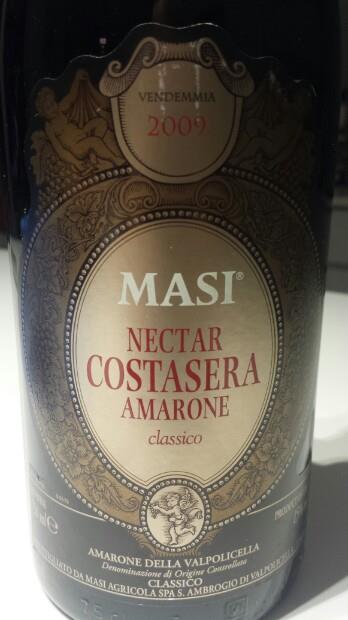 VENDEMMIA
2009
MASI®
NECTAR
COSTASERA
AMARONE
classico
AMARONE DELLA VALPOLICELLA
Denominazione di Origine Controllata
CLASSICO
DA MASI AGRICOLA SPA S. AMBROGIO DI VALPOLICELLA